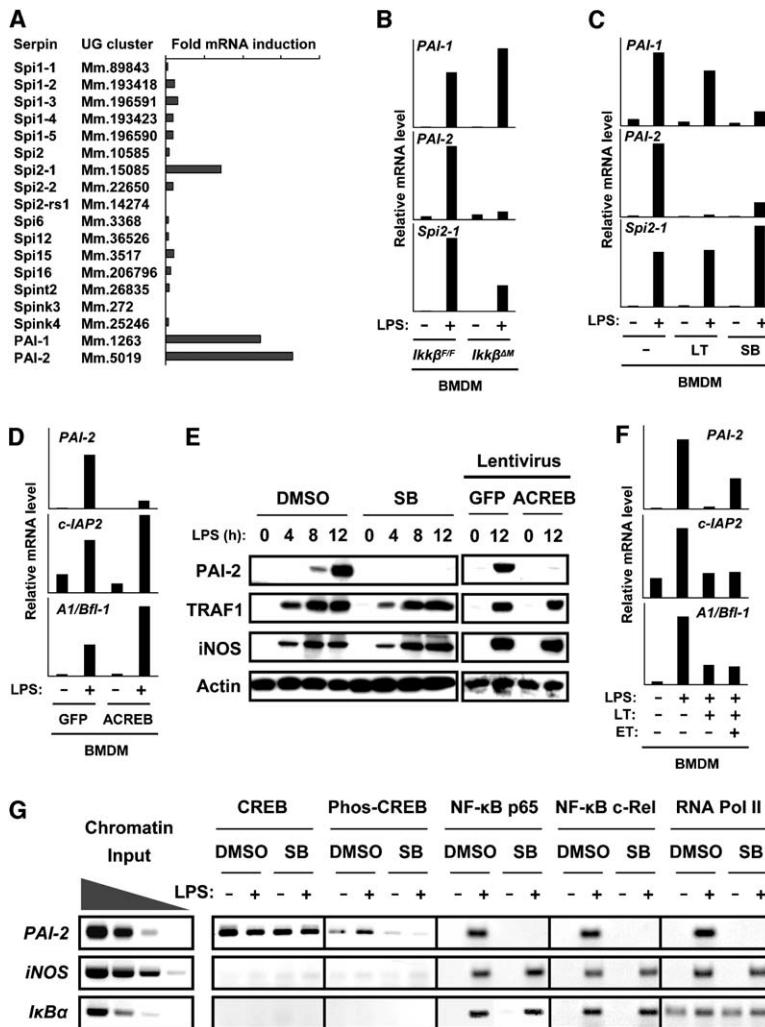 A
Serpin UG cluster Fold mRNA induction
Spi1-1 Mm.89843
Spi1-2 Mm.193418
Spi1-3 Mm.196591
Spi1-4 Mm.193423
Spi1-5 Mm.196590
Spi2 Mm.10585
Spi2-1 Mm.15085
Spi2-2 Mm.22650
Spi2-rs1 Mm.14274
Spi6 Mm.3368
Spi12 Mm.36526
Spi15 Mm.3517
Spi16 Mm.206796
Spint2 Mm.26835
Spink3 Mm.272
Spink4 Mm.25246
PAI-1 Mm.1263
PAI-2 Mm.5019
B
Relative mRNA level
PAI-1
PAI-2
Spi2-1
LPS: – + – +
IkkβF/F IkkβΔM
BMDM
C
Relative mRNA level
PAI-1
PAI-2
Spi2-1
LPS: – + – + – +
– LT SB
BMDM
D
Relative mRNA level
PAI-2
c-IAP2
A1/Bfl-1
LPS: – + – +
GFP ACREB
BMDM
E
Lentivirus
DMSO SB GFP ACREB
LPS (h): 0 4 8 12 0 4 8 12 0 12 0 12
PAI-2
TRAF1
iNOS
Actin
F
Relative mRNA level
PAI-2
c-IAP2
A1/Bfl-1
LPS: – + + +
LT: – – + +
ET: – – – +
BMDM
G
Chromatin
Input
CREB Phos-CREB NF-κB p65 NF-κB c-Rel RNA Pol II
DMSO SB DMSO SB DMSO SB DMSO SB DMSO SB
LPS: – + – + – + – + – + – + – + – + – + – +
PAI-2
iNOS
IκBα